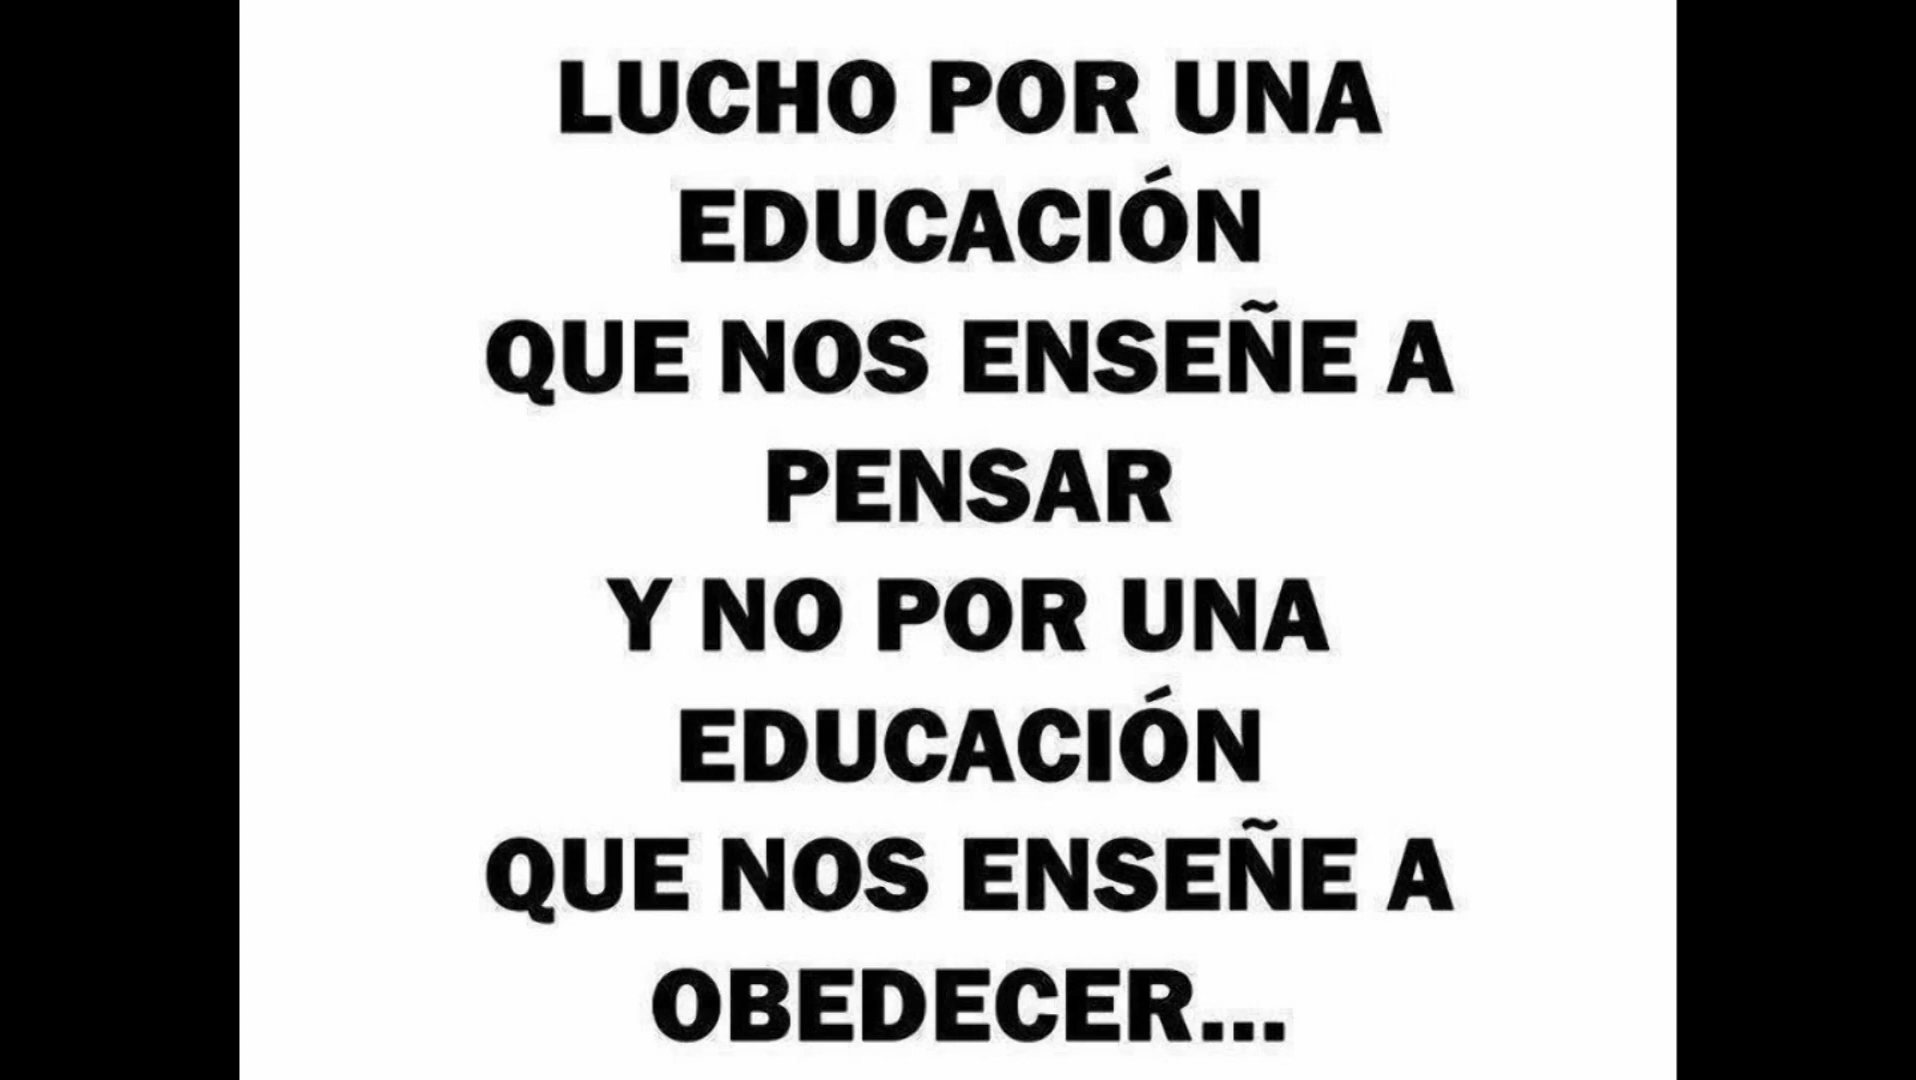 LUCHO POR UNA
EDUCACIÓN
QUE NOS ENSEÑE A
PENSAR
Y NO POR UNA
EDUCACIÓN
QUE NOS ENSEÑE A
OBEDECER...